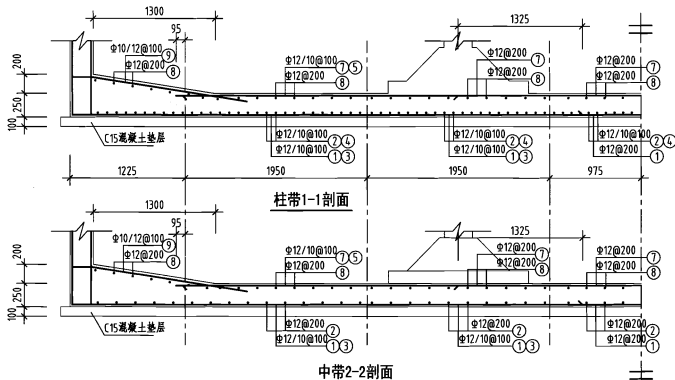 1300
95
1325
Φ10/12@100 ⑨
Φ12@200 ⑧
Φ12/10@100 ⑦⑤
Φ12@200 ⑧
Φ12@200 ⑦
Φ12@200 ⑧
Φ12@200 ⑦
Φ12@200 ⑧
200
250
100
C15混凝土垫层
Φ12/10@100 ②④
Φ12/10@100 ①③
Φ12/10@100 ②④
Φ12/10@100 ①③
Φ12/10@100 ②④
Φ12@200 ①
1225
1950
1950
975
柱带1-1剖面
1300
95
1325
Φ10/12@100 ⑨
Φ12@200 ⑧
Φ12/10@100 ⑦⑤
Φ12@200 ⑧
Φ12@200 ⑦
Φ12@200 ⑧
Φ12@200 ⑦
Φ12@200 ⑧
200
250
100
C15混凝土垫层
Φ12@200 ②
Φ12/10@100 ①③
Φ12@200 ②
Φ12/10@100 ①③
Φ12@200 ②
Φ12@200 ①
中带2-2剖面